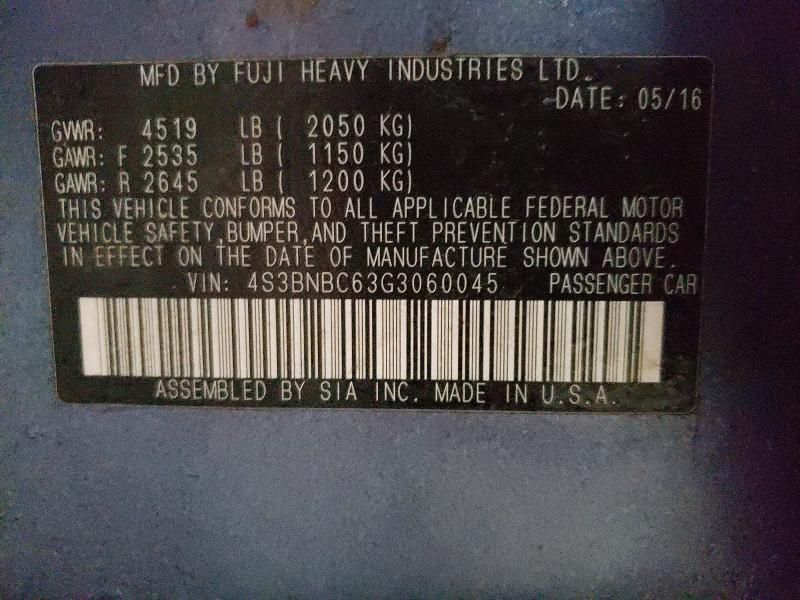 MFD BY FUJI HEAVY INDUSTRIES LTD.
DATE: 05/16
GVWR: 4519 LB ( 2050 KG)
GAWR: F 2535 LB ( 1150 KG)
GAWR: R 2645 LB ( 1200 KG)
THIS VEHICLE CONFORMS TO ALL APPLICABLE FEDERAL MOTOR
VEHICLE SAFETY,BUMPER,AND THEFT PREVENTION STANDARDS
IN EFFECT ON THE DATE OF MANUFACTURE SHOWN ABOVE.
VIN: 4S3BNBC63G3060045 PASSENGER CAR
ASSEMBLED BY SIA INC. MADE IN U.S.A.